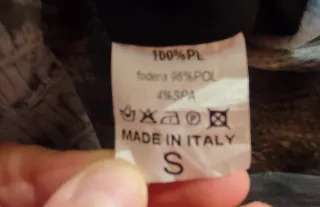 100%PL
fodera 96%POL
4%SPA
MADE IN ITALY
S